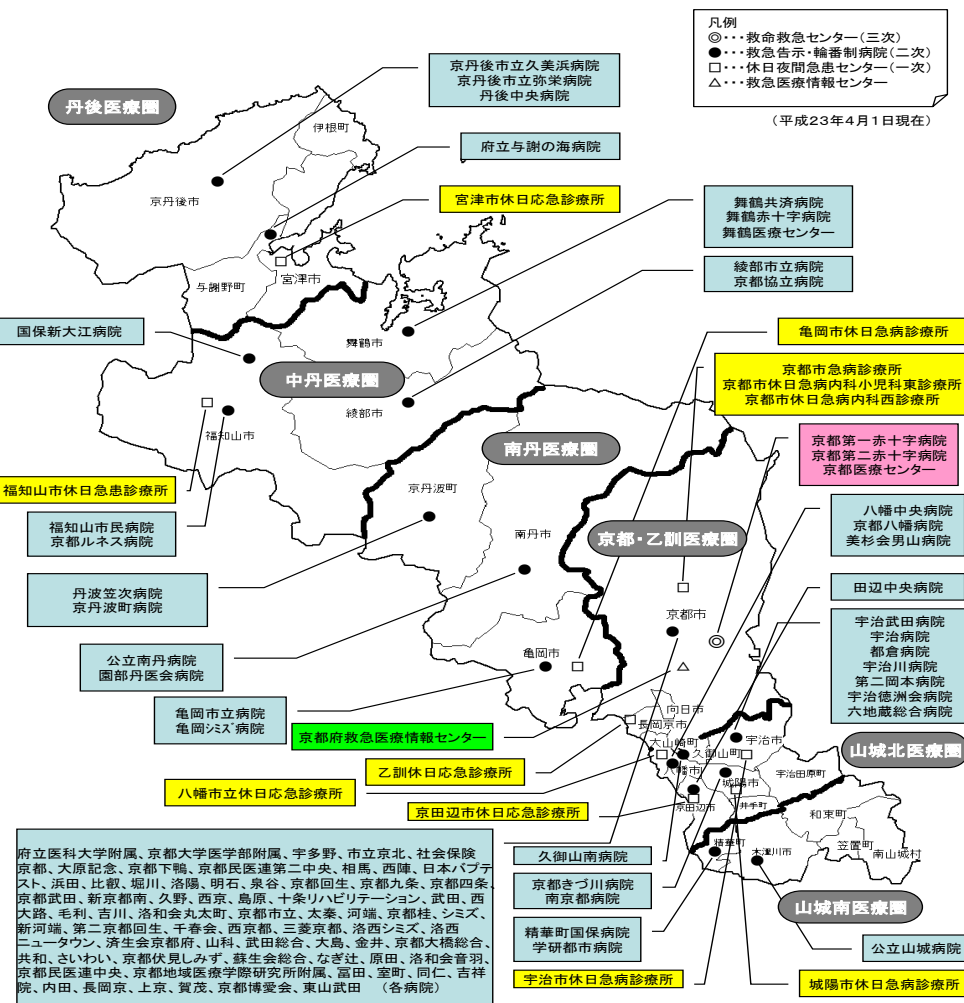 凡例
◎・・・救命救急センター(三次)
●・・・救急告示・輪番制病院(二次)
□・・・休日夜間急患センター(一次)
△・・・救急医療情報センター
(平成23年4月1日現在)
京丹後市立久美浜病院
京丹後市立弥栄病院
丹後中央病院
丹後医療圏
伊根町
府立与謝の海病院
京丹後市
宮津市休日応急診療所
舞鶴共済病院
舞鶴赤十字病院
舞鶴医療センター
宮津市
与謝野町
綾部市立病院
京都協立病院
国保新大江病院
舞鶴市
亀岡市休日急病診療所
中丹医療圏
京都市急病診療所
京都市休日急病内科小児科東診療所
京都市休日急病内科西診療所
綾部市
福知山市
南丹医療圏
京都第一赤十字病院
京都第二赤十字病院
京都医療センター
福知山市休日急患診療所
京丹波町
福知山市民病院
京都ルネス病院
南丹市
京都・乙訓医療圏
八幡中央病院
京都八幡病院
美杉会男山病院
丹波笠次病院
京丹波町病院
田辺中央病院
京都市
宇治武田病院
宇治病院
都倉病院
宇治川病院
第二岡本病院
宇治徳洲会病院
六地蔵総合病院
公立南丹病院
園部丹医会病院
亀岡市
亀岡市立病院
亀岡シミズ病院
向日市
長岡京市
京都府救急医療情報センター
大山崎町
久御山町
宇治市
山城北医療圏
乙訓休日応急診療所
八幡市
城陽市
宇治田原町
八幡市立休日応急診療所
京田辺市
井手町
京田辺市休日応急診療所
和束町
精華町
木津川市
笠置町
南山城村
府立医科大学附属、京都大学医学部附属、宇多野、市立京北、社会保険
京都、大原記念、京都下鴨、京都民医連第二中央、相馬、西陣、日本バプテ
スト、浜田、比叡、堀川、洛陽、明石、泉谷、京都回生、京都九条、京都四条、
京都武田、新京都南、久野、西京、島原、十条リハビリテーション、武田、西
大路、毛利、吉川、洛和会丸太町、京都市立、太秦、河端、京都桂、シミズ、
新河端、第二京都回生、千春会、西京都、三菱京都、洛西シミズ、洛西
ニュータウン、済生会京都府、山科、武田総合、大島、金井、京都大橋総合、
共和、さいわい、京都伏見しみず、蘇生会総合、なぎ辻、原田、洛和会音羽、
京都民医連中央、京都地域医療学際研究所附属、冨田、室町、同仁、吉祥
院、内田、長岡京、上京、賀茂、京都博愛会、東山武田 (各病院)
久御山南病院
京都きづ川病院
南京都病院
山城南医療圏
精華町国保病院
学研都市病院
公立山城病院
宇治市休日急病診療所
城陽市休日急病診療所